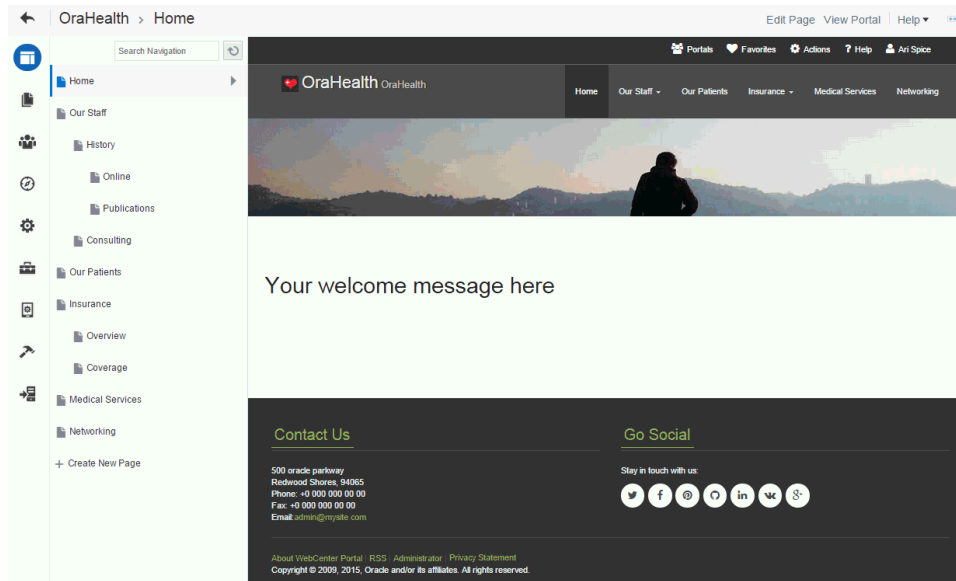 OraHealth › Home
Edit Page View Portal Help
Search Navigation
Home
Our Staff
History
Online
Publications
Consulting
Our Patients
Insurance
Overview
Coverage
Medical Services
Networking
+ Create New Page
Portals Favorites Actions ? Help Ari Spice
OraHealth OraHealth
Home Our Staff Our Patients Insurance Medical Services Networking
Your welcome message here
Contact Us
500 oracle parkway
Redwood Shores, 94065
Phone: +0 000 000 00 00
Fax: +0 000 000 00 00
Email:admin@mysite.com
Go Social
Stay in touch with us:
About WebCenter Portal | RSS | Administrator | Privacy Statement
Copyright © 2009, 2015, Oracle and/or its affiliates. All rights reserved.